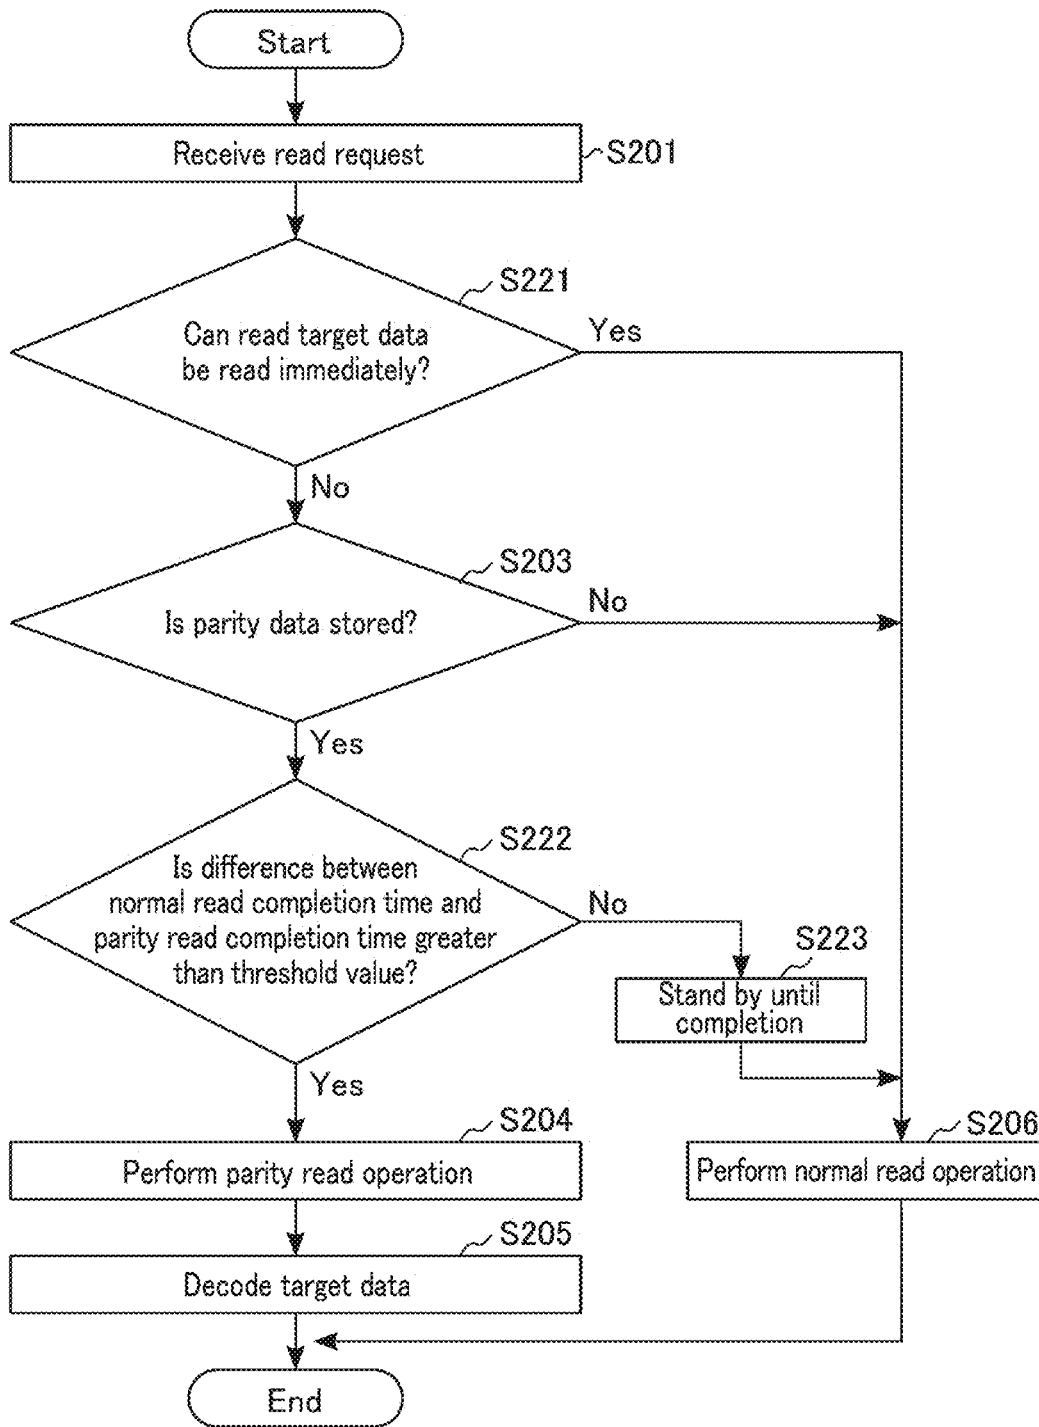 Start
Receive read request
S201
S221
Can read target data
be read immediately?
Yes
No
S203
Is parity data stored?
No
Yes
S222
Is difference between
normal read completion time and
parity read completion time greater
than threshold value?
No
S223
Stand by until
completion
Yes
S204
Perform parity read operation
S206
Perform normal read operation
S205
Decode target data
End